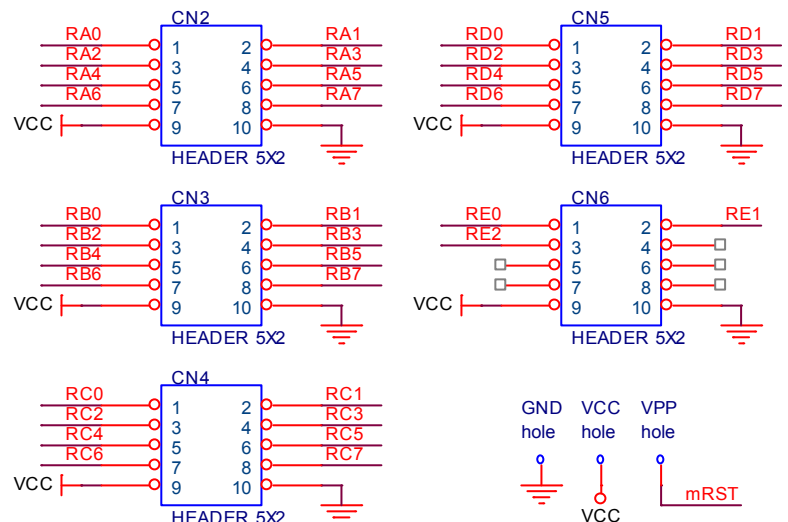 CN2
RA0 1 2 RA1
RA2 3 4 RA3
RA4 5 6 RA5
RA6 7 8 RA7
VCC 9 10
HEADER 5X2
CN5
RD0 1 2 RD1
RD2 3 4 RD3
RD4 5 6 RD5
RD6 7 8 RD7
VCC 9 10
HEADER 5X2
CN3
RB0 1 2 RB1
RB2 3 4 RB3
RB4 5 6 RB5
RB6 7 8 RB7
VCC 9 10
HEADER 5X2
CN6
RE0 1 2 RE1
RE2 3 4
5 6
7 8
VCC 9 10
HEADER 5X2
CN4
RC0 1 2 RC1
RC2 3 4 RC3
RC4 5 6 RC5
RC6 7 8 RC7
VCC 9 10
HEADER 5X2
GND VCC VPP
hole hole hole
mRST
VCC